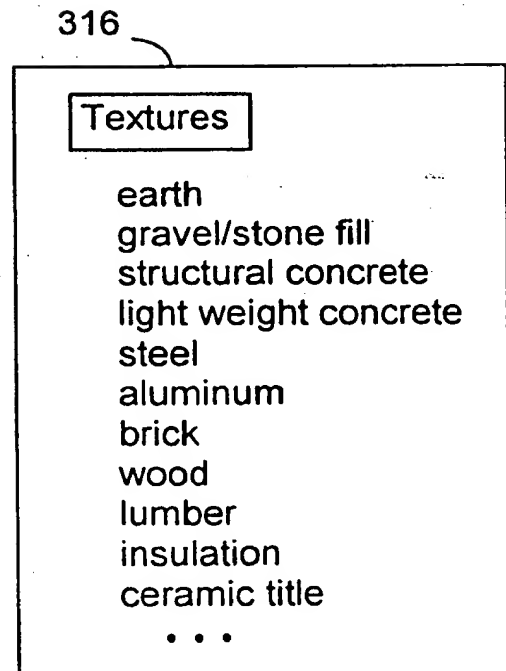 316
Textures
earth
gravel/stone fill
structural concrete
light weight concrete
steel
aluminum
brick
wood
lumber
insulation
ceramic title
• • •